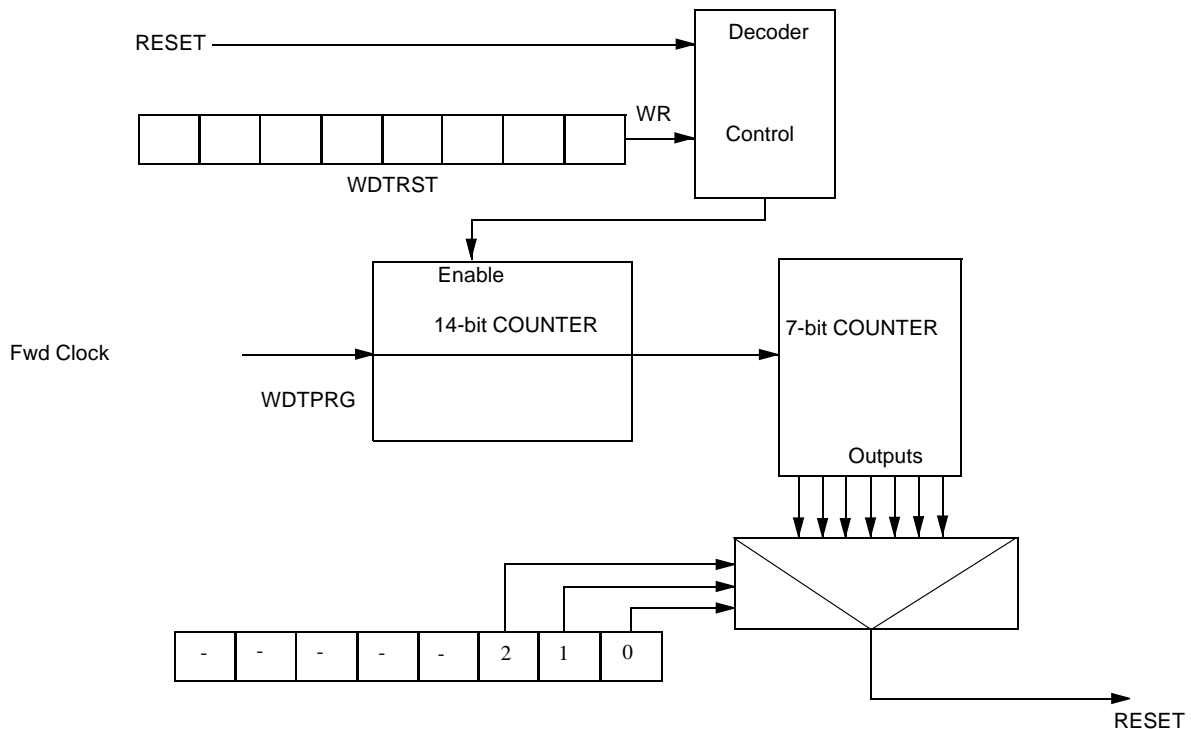 Decoder
RESET
WR
Control
WDTRST
Enable
14-bit COUNTER
7-bit COUNTER
Fwd Clock
WDTPRG
Outputs
- - - - - 2 1 0
RESET